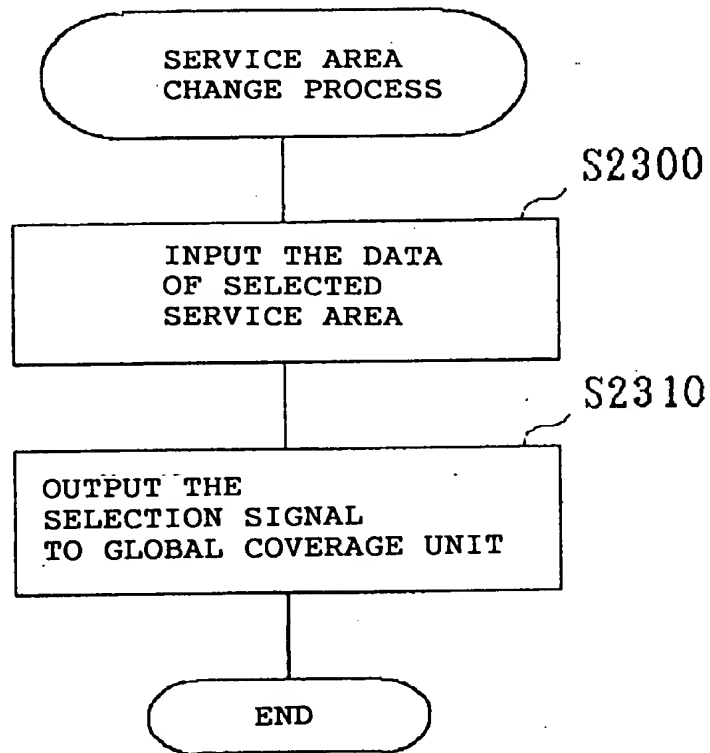 SERVICE AREA
CHANGE PROCESS
S2300
INPUT THE DATA
OF SELECTED
SERVICE AREA
S2310
OUTPUT THE
SELECTION SIGNAL
TO GLOBAL COVERAGE UNIT
END